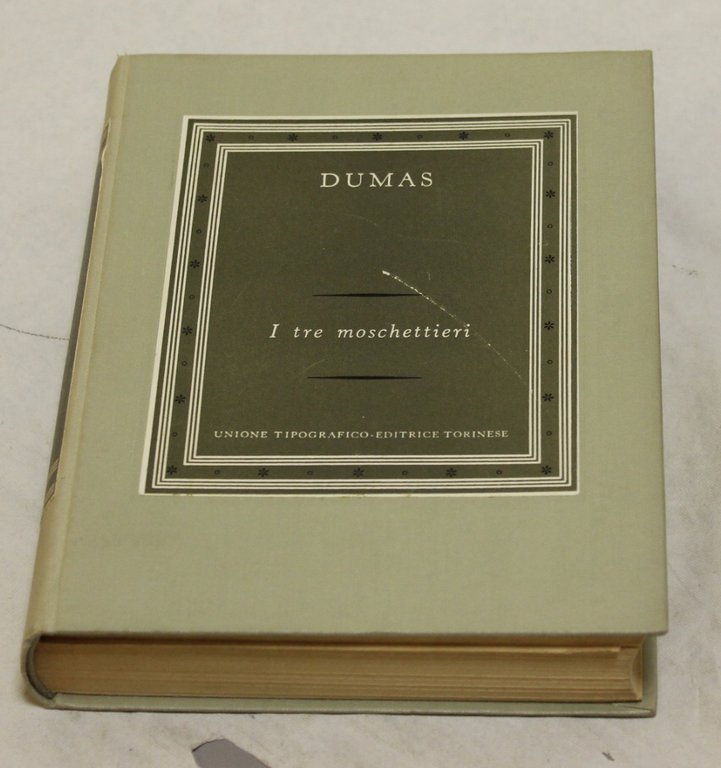 DUMAS
I tre moschettieri
UNIONE TIPOGRAFICO-EDITRICE TORINESE